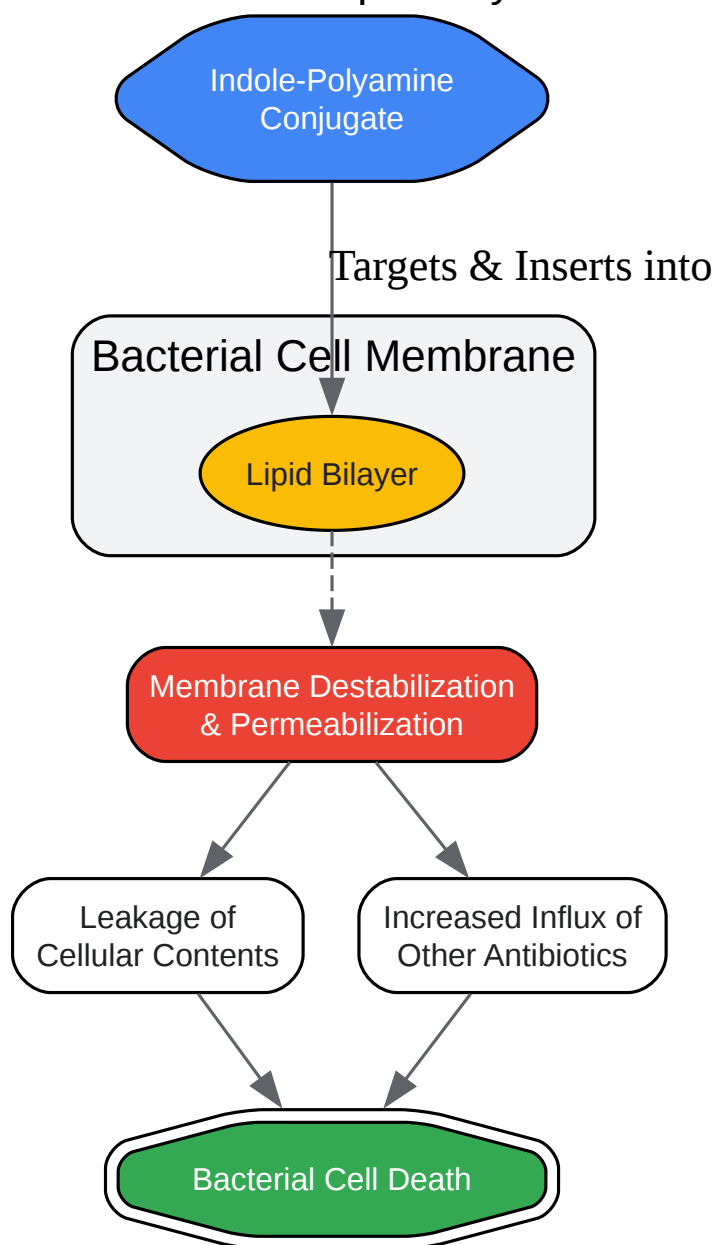 Indole-Polyamine
Conjugate
Targets & Inserts into
Bacterial Cell Membrane
Lipid Bilayer
Membrane Destabilization
& Permeabilization
Leakage of
Cellular Contents
Increased Influx of
Other Antibiotics
Bacterial Cell Death